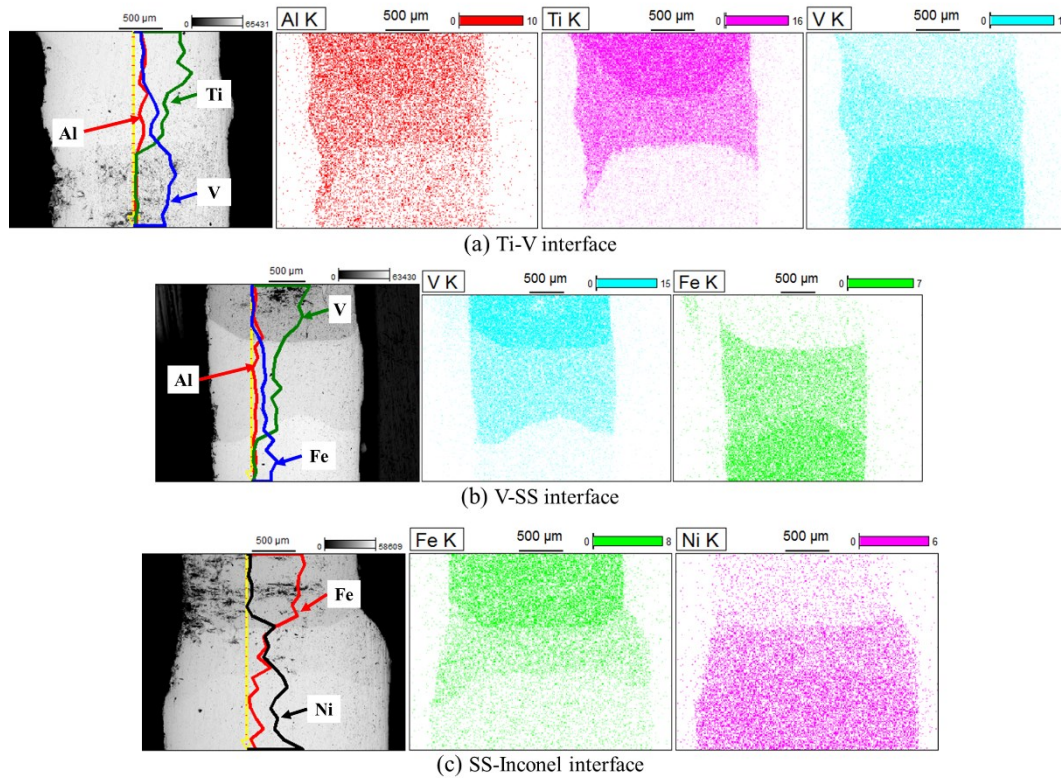 500 μm 0 65431
Al K 500 μm 0 10
Ti K 500 μm 0 16
V K 500 μm 0
Ti
Al
V
(a) Ti-V interface
500 μm 0 63430
V K 500 μm 0 15
Fe K 500 μm 0 7
V
Al
Fe
(b) V-SS interface
500 μm 0 58609
Fe K 500 μm 0 8
Ni K 500 μm 0 6
Fe
Ni
(c) SS-Inconel interface